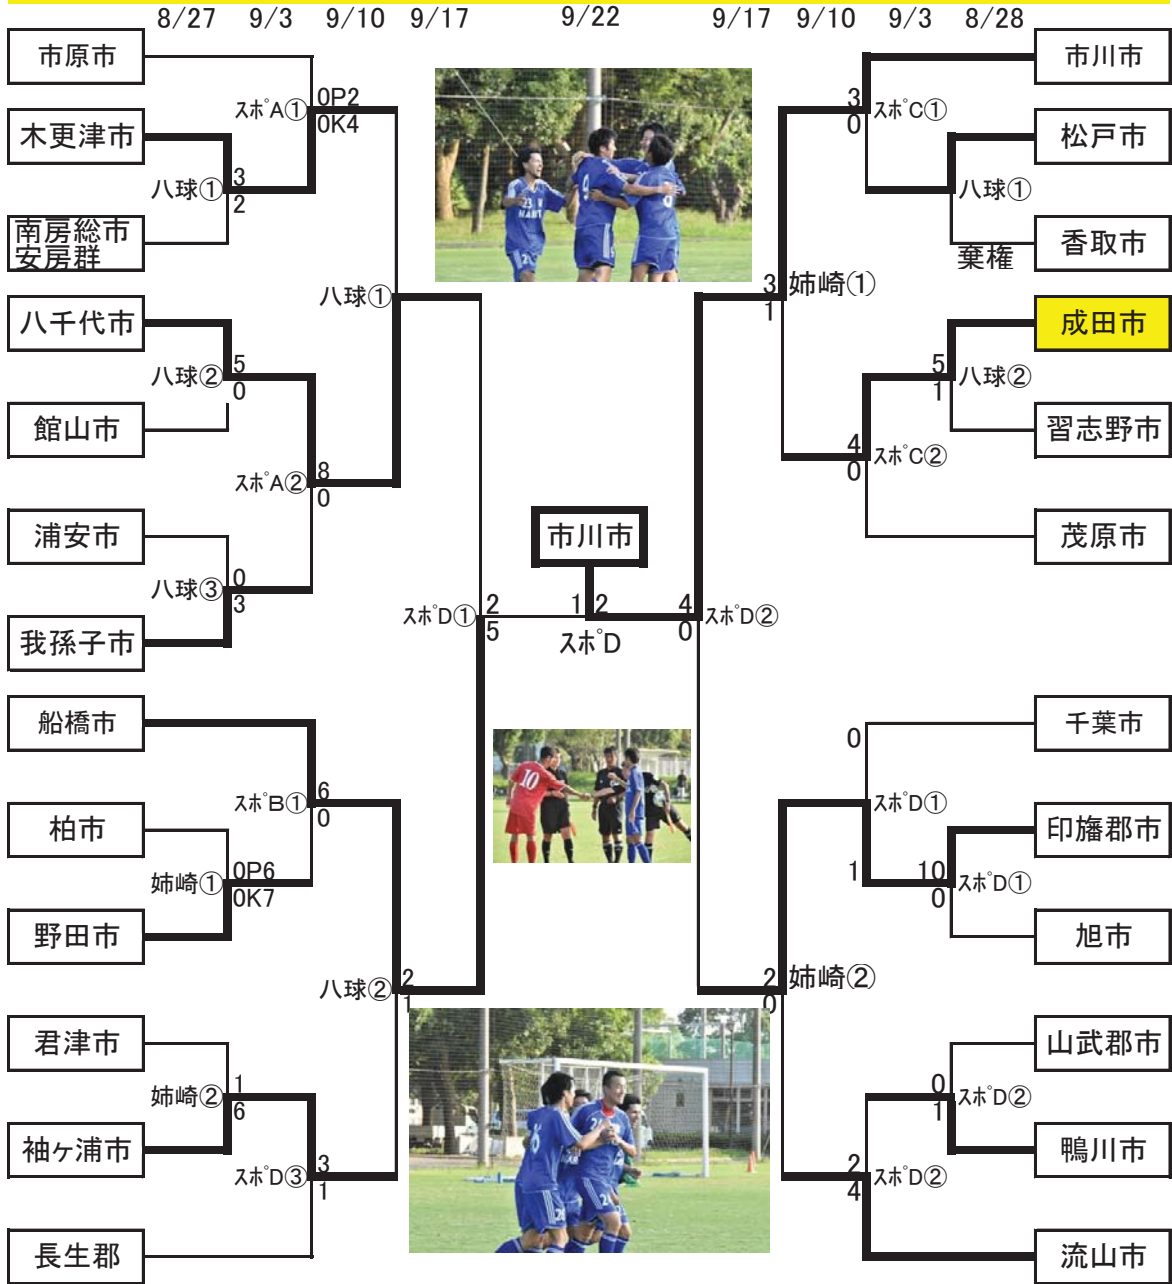 8/27 9/3 9/10 9/17 9/22 9/17 9/10 9/3 8/28
市原市
木更津市
南房総市
安房群
八千代市
館山市
浦安市
我孫子市
船橋市
柏市
野田市
君津市
袖ヶ浦市
長生郡
八球①
3
2
八球②
5
0
八球③
0
3
姉崎①
0P6
0K7
姉崎②
1
6
スポA①
0P2
0K4
スポA②
8
0
スポB①
6
0
スポD③
3
1
八球①
八球②
2
1
スポD①
2
5
市川市
1 2
スポD
4
0
スポD②
3
1
姉崎①
2
0
姉崎②
3
0
スポC①
4
0
スポC②
0
1
スポD①
2
4
スポD②
八球①
棄権
5
1
八球②
10
0
スポD①
0
1
スポD②
市川市
松戸市
香取市
成田市
習志野市
茂原市
千葉市
印旛郡市
旭市
山武郡市
鴨川市
流山市
10
9